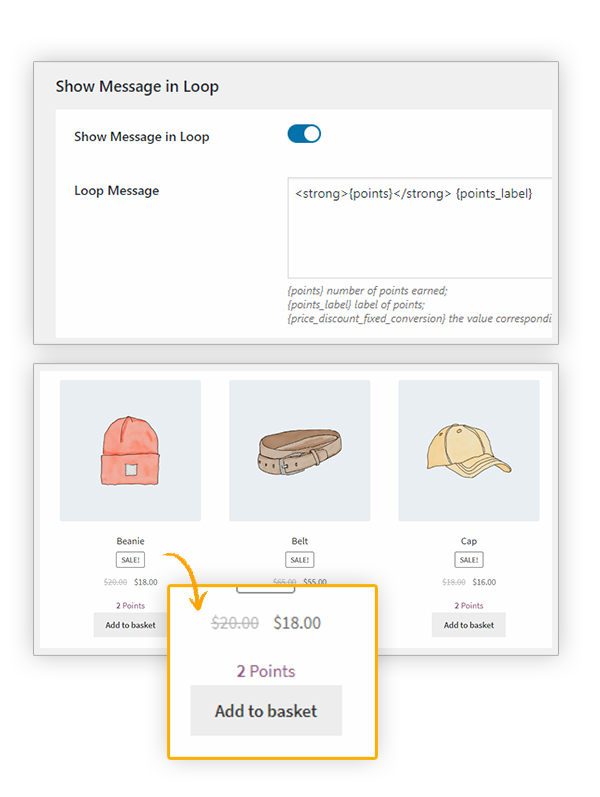 Show Message in Loop
Show Message in Loop
Loop Message
<strong>{points}</strong> {points_label}
{points} number of points earned;
{points_label} label of points;
{price_discount_fixed_conversion} the value correspondi
Beanie Belt Cap
SALE! SALE! SALE!
$20.00 $18.00 $65.00 $55.00 $18.00 $16.00
2 Points 2 Points
Add to basket Add to basket
$20.00 $18.00
2 Points
Add to basket